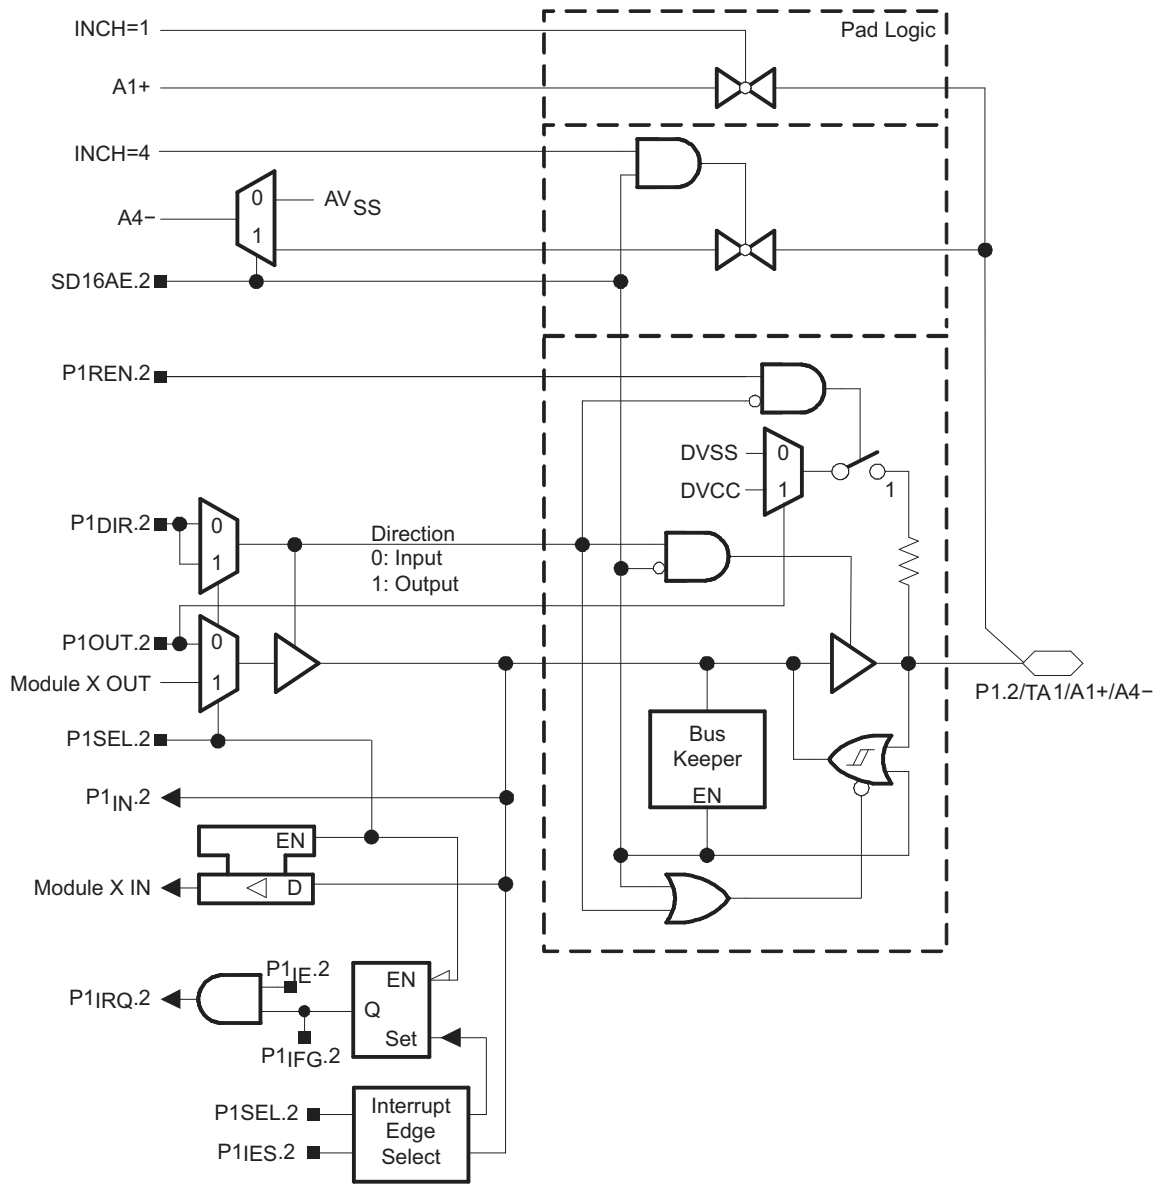 INCH=1
Pad Logic
A1+
INCH=4
0
AVSS
A4−
1
SD16AE.2
P1REN.2
DVSS
0
DVCC
1
1
P1DIR.2
0
1
Direction
0: Input
1: Output
P1OUT.2
0
Module X OUT
1
P1.2/TA1/A1+/A4−
P1SEL.2
Bus
Keeper
EN
P1IN.2
EN
Module X IN
D
P1IE.2
P1IRQ.2
EN
Q
Set
P1IFG.2
P1SEL.2
P1IES.2
Interrupt
Edge
Select